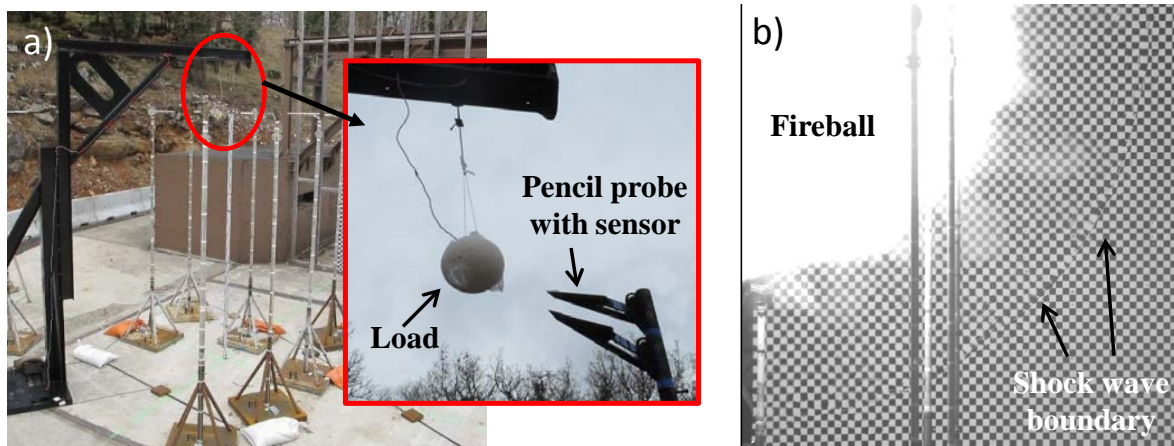 a)
Load
Pencil probe
with sensor
b)
Fireball
Shock wave
boundary